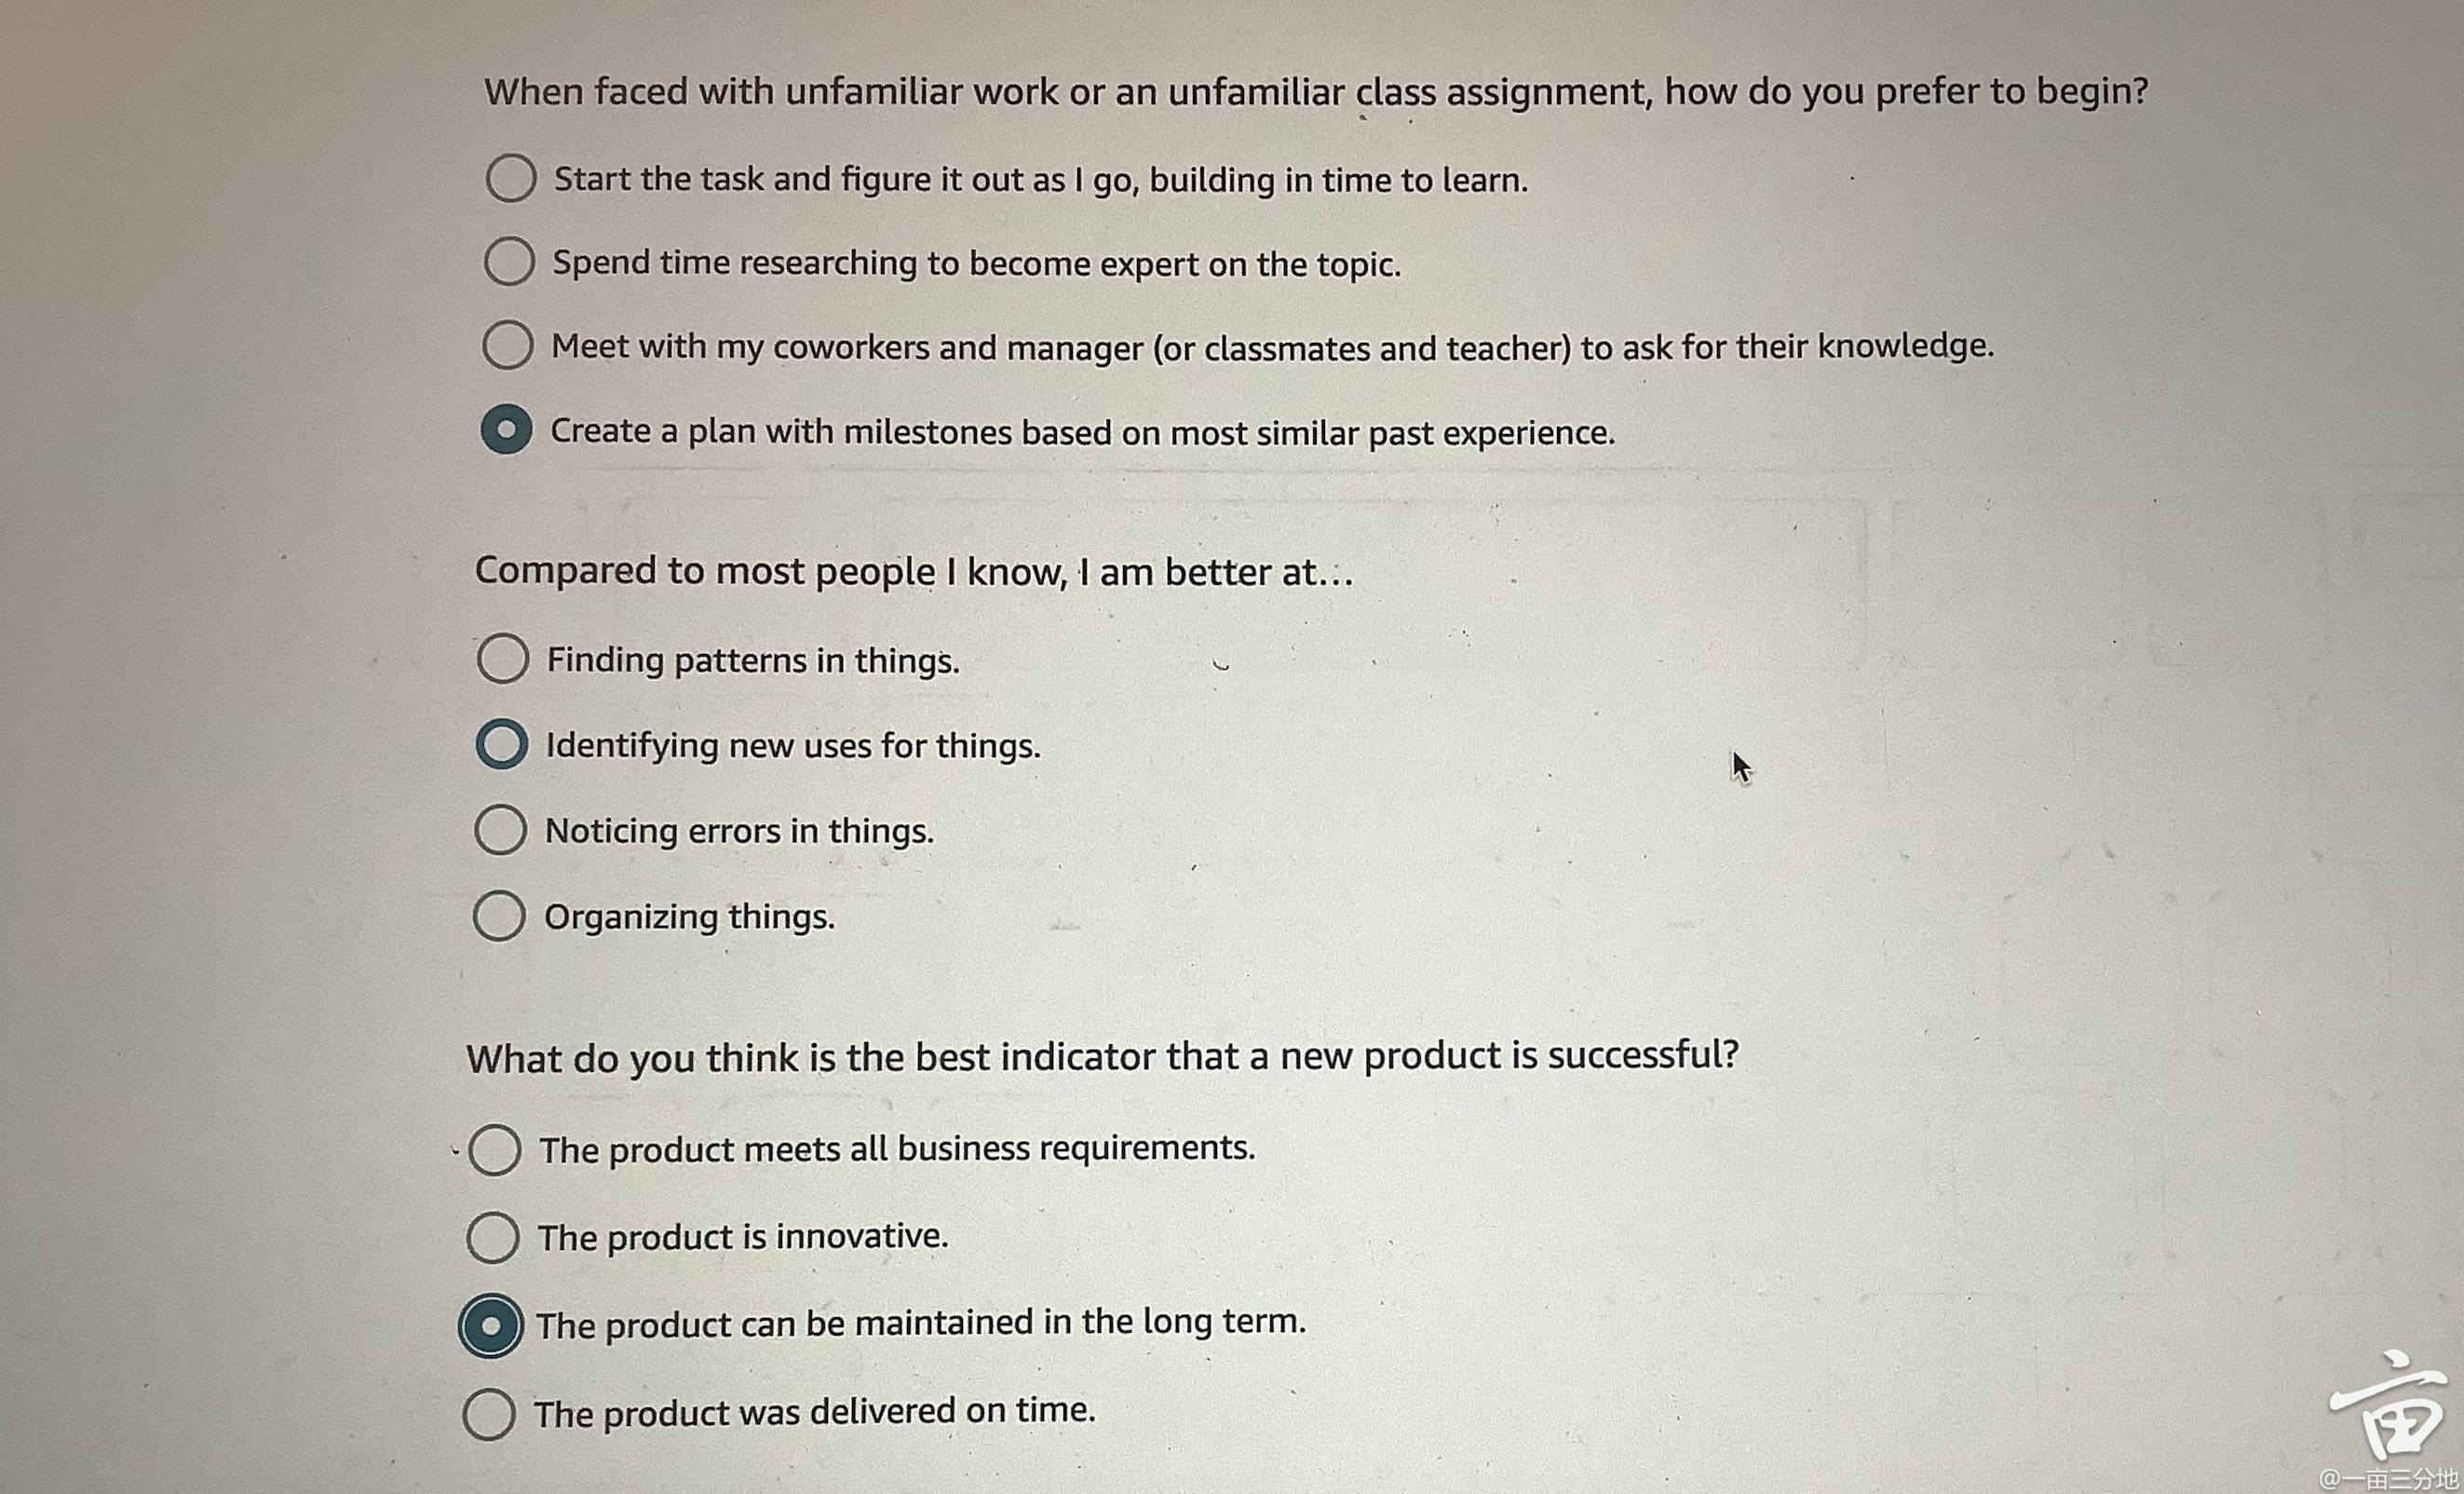 When faced with unfamiliar work or an unfamiliar class assignment, how do you prefer to begin?
Start the task and figure it out as I go, building in time to learn.
Spend time researching to become expert on the topic.
Meet with my coworkers and manager (or classmates and teacher) to ask for their knowledge.
Create a plan with milestones based on most similar past experience.
Compared to most people I know, I am better at...
Finding patterns in things.
Identifying new uses for things.
Noticing errors in things.
Organizing things.
What do you think is the best indicator that a new product is successful?
The product meets all business requirements.
The product is innovative.
The product can be maintained in the long term.
The product was delivered on time.
亩
@一亩三分地